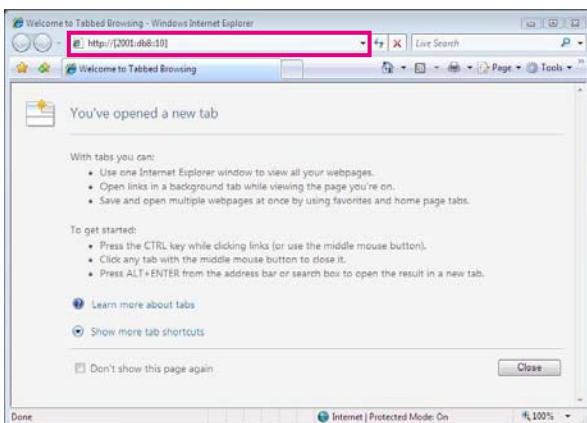 Welcome to Tabbed Browsing - Windows Internet Explorer
http://[2001:db8::10]
Live Search
Welcome to Tabbed Browsing
Page
Tools
You've opened a new tab
With tabs you can:
Use one Internet Explorer window to view all your webpages.
Open links in a background tab while viewing the page you're on.
Save and open multiple webpages at once by using favorites and home page tabs.
To get started:
Press the CTRL key while clicking links (or use the middle mouse button).
Click any tab with the middle mouse button to close it.
Press ALT+ENTER from the address bar or search box to open the result in a new tab.
Learn more about tabs
Show more tab shortcuts
Don't show this page again
Close
Done
Internet | Protected Mode: On
100%